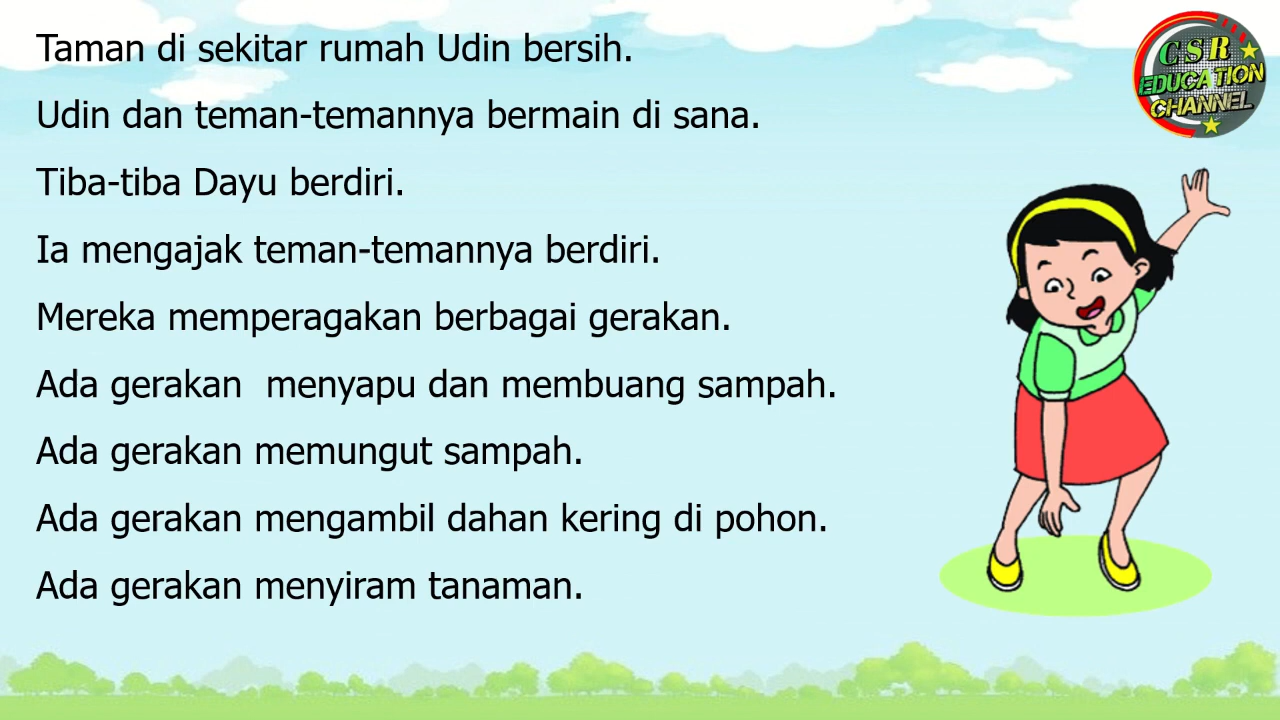 Taman di sekitar rumah Udin bersih.
Udin dan teman-temannya bermain di sana.
Tiba-tiba Dayu berdiri.
Ia mengajak teman-temannya berdiri.
Mereka memperagakan berbagai gerakan.
Ada gerakan  menyapu dan membuang sampah.
Ada gerakan memungut sampah.
Ada gerakan mengambil dahan kering di pohon.
Ada gerakan menyiram tanaman.
CSR
EDUCATION
CHANNEL